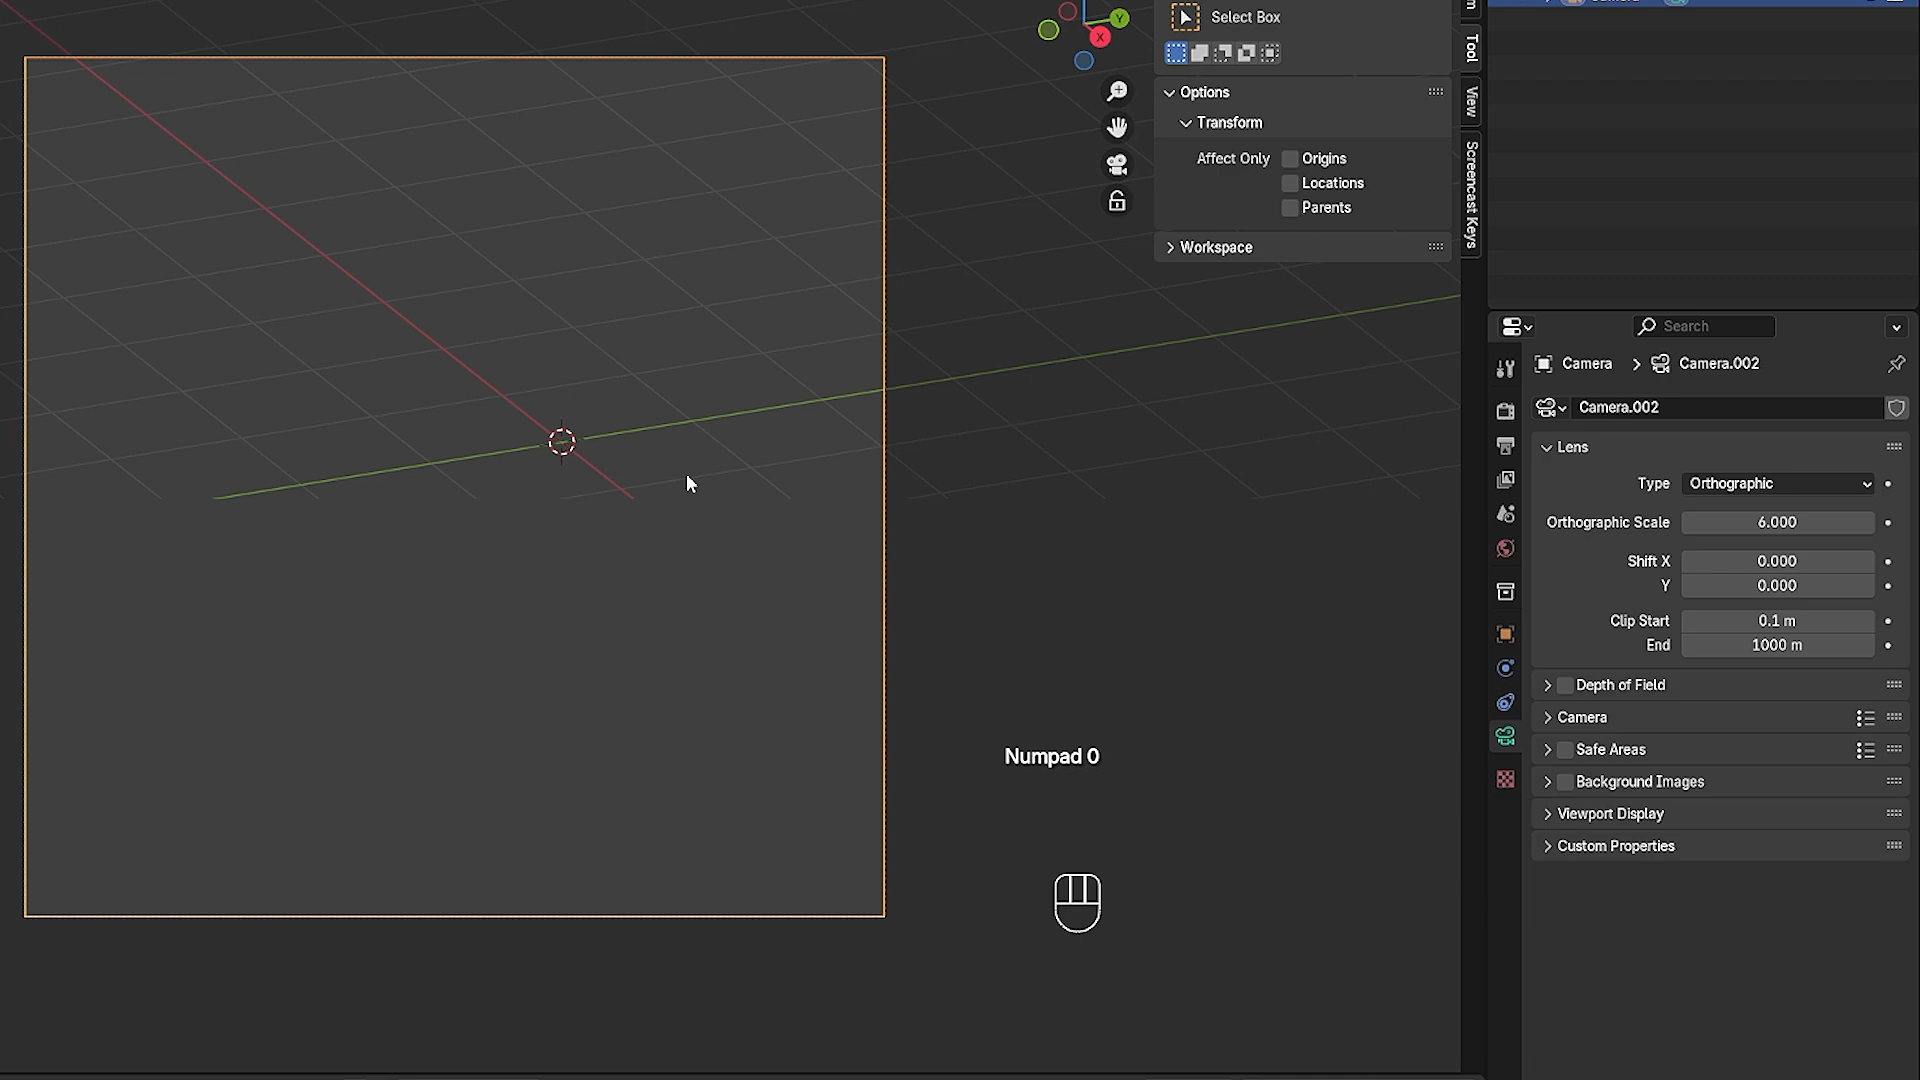 Y
X
Select Box
Options
Transform
Affect Only
Origins
Locations
Parents
Workspace
Tool
View
Screencast Keys
Search
Camera
Camera.002
Camera.002
Lens
Type
Orthographic
Orthographic Scale
6.000
Shift X
0.000
Y
0.000
Clip Start
0.1 m
End
1000 m
Depth of Field
Camera
Safe Areas
Background Images
Viewport Display
Custom Properties
Numpad 0